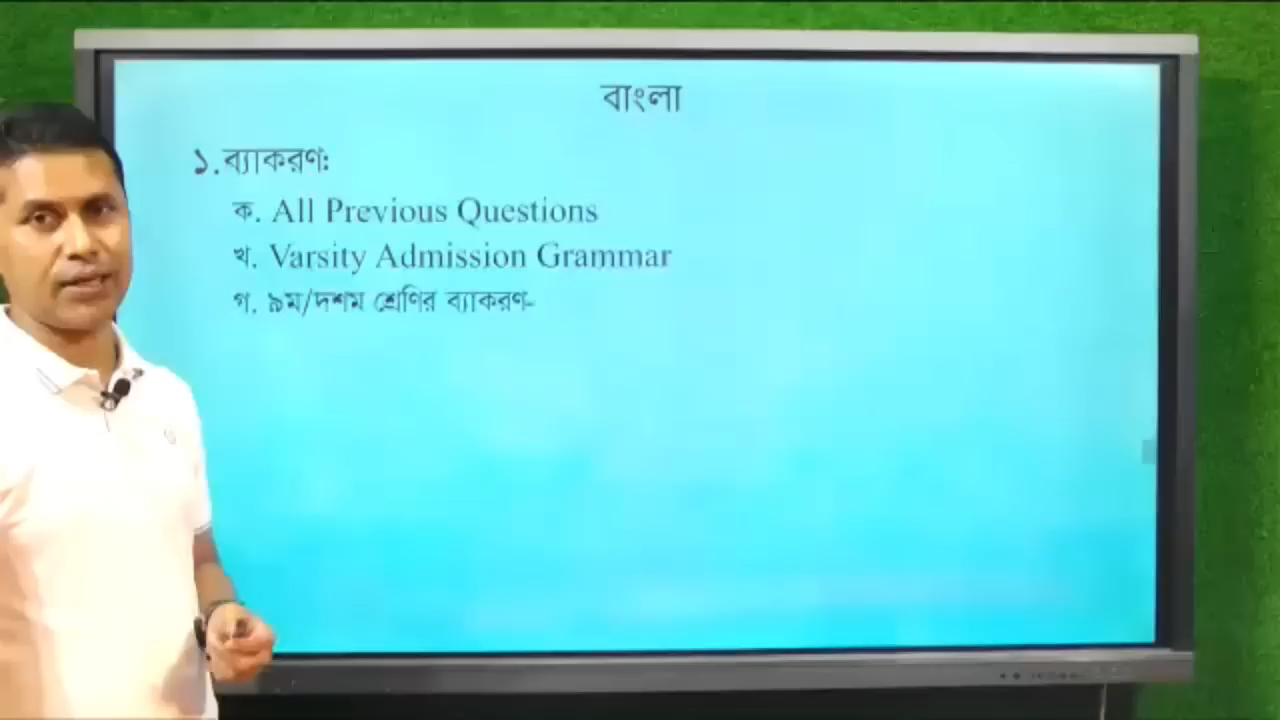 বাংলা
১. ব্যাকরণঃ
ক. All Previous Questions
খ. Varsity Admission Grammar
গ. ৯ম/দশম শ্রেণির ব্যাকরণ-